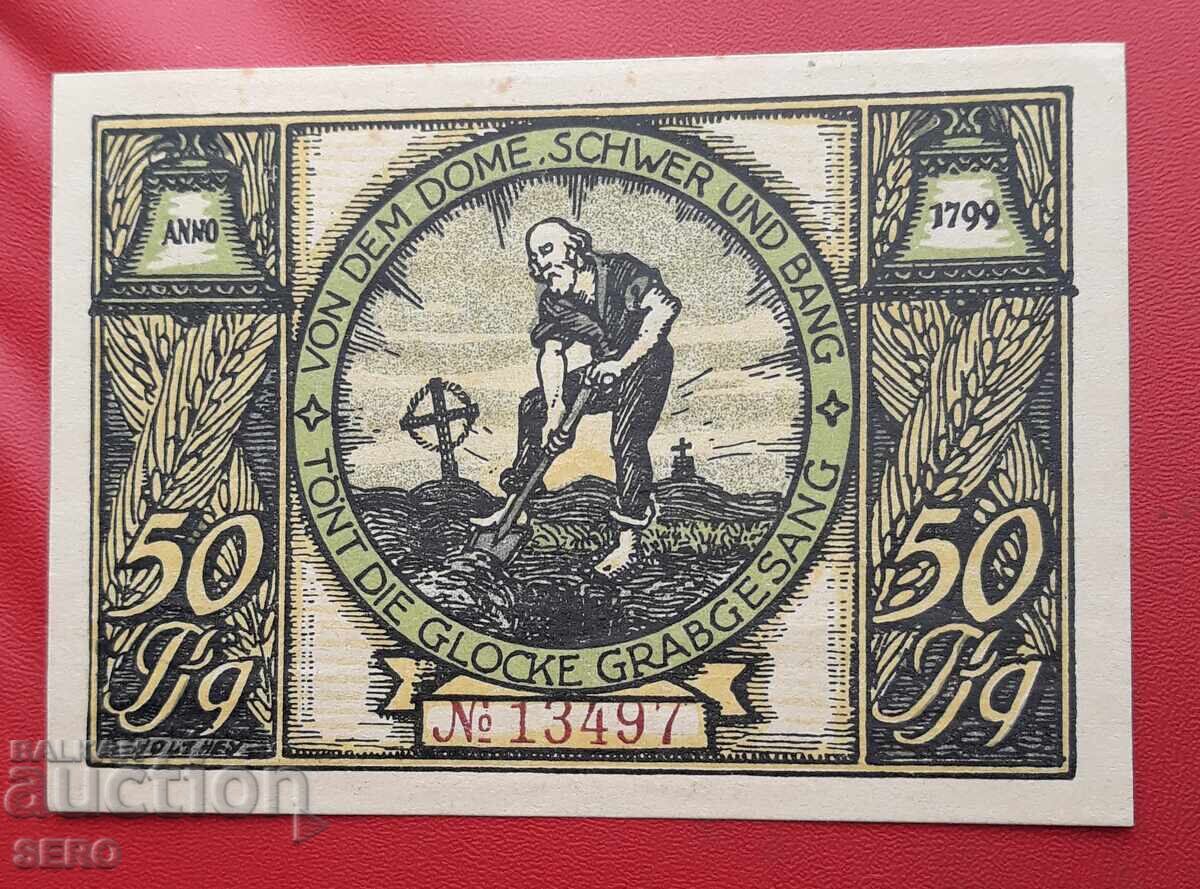 ANNO
1799
VON DEM DOME, SCHWER UND BANG
TÖNT DIE GLOCKE GRABGESANG
50
Pfg
50
Pfg
№ 13497
auction
SERO